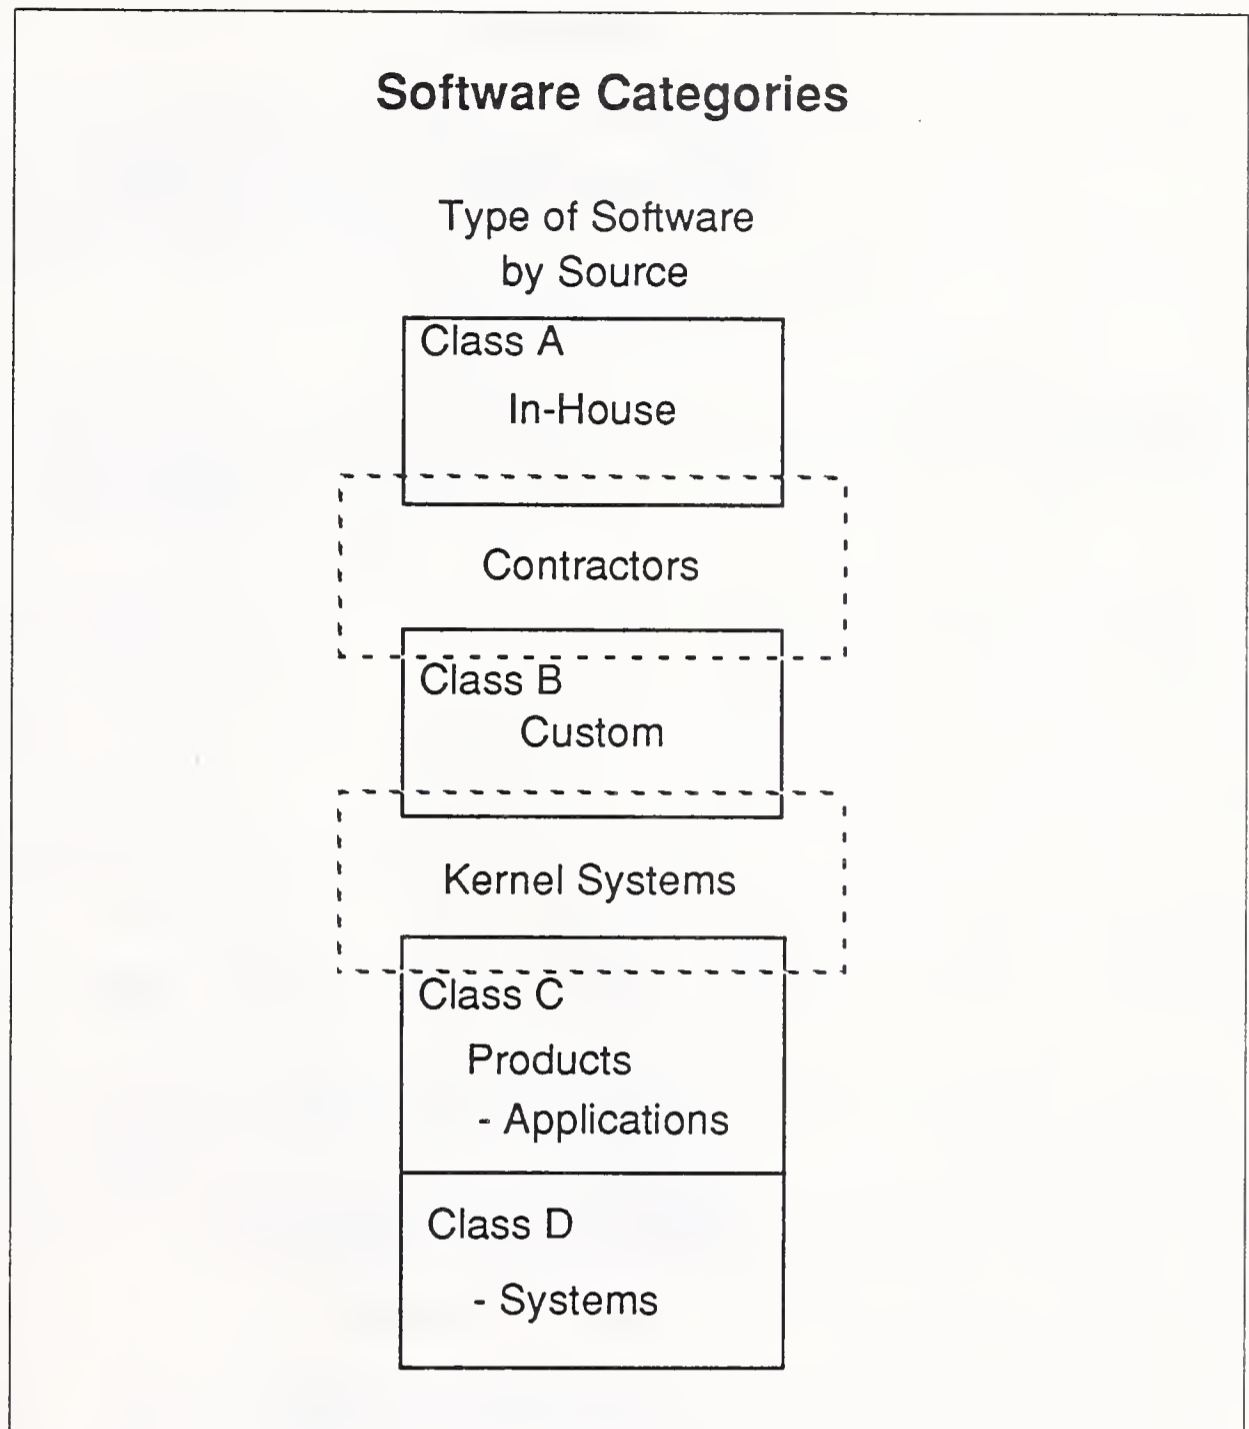 Software Categories
Type of Software
by Source
Class A
In-House
Contractors
Class B
Custom
Kernel Systems
Class C
Products
- Applications
Class D
- Systems